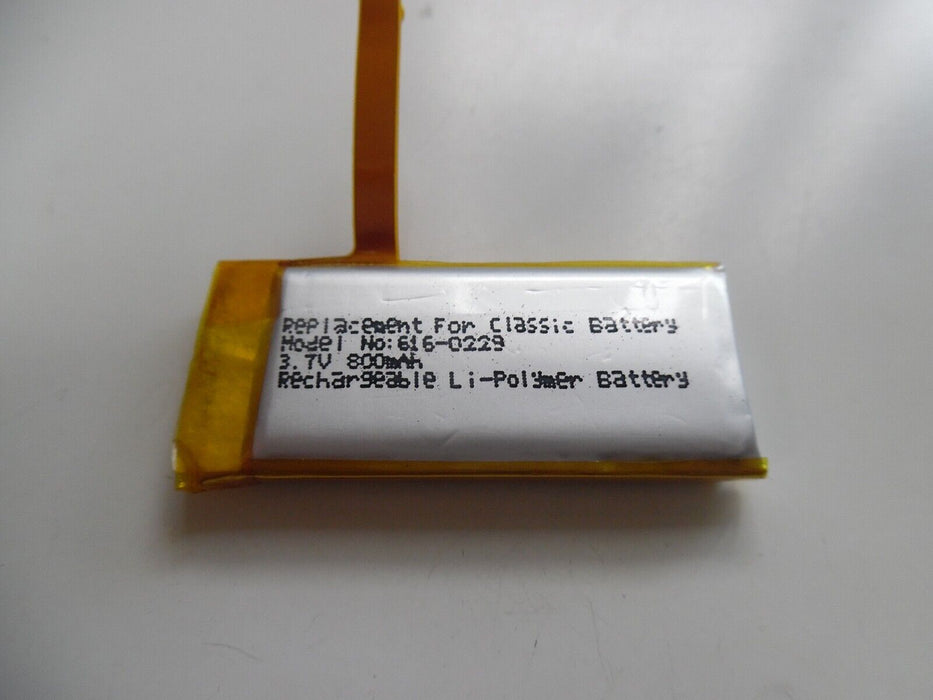 Replacement For Classic Battery
Model No:616-0229
3.7V 800mAh
Rechargeable Li-Polymer Battery